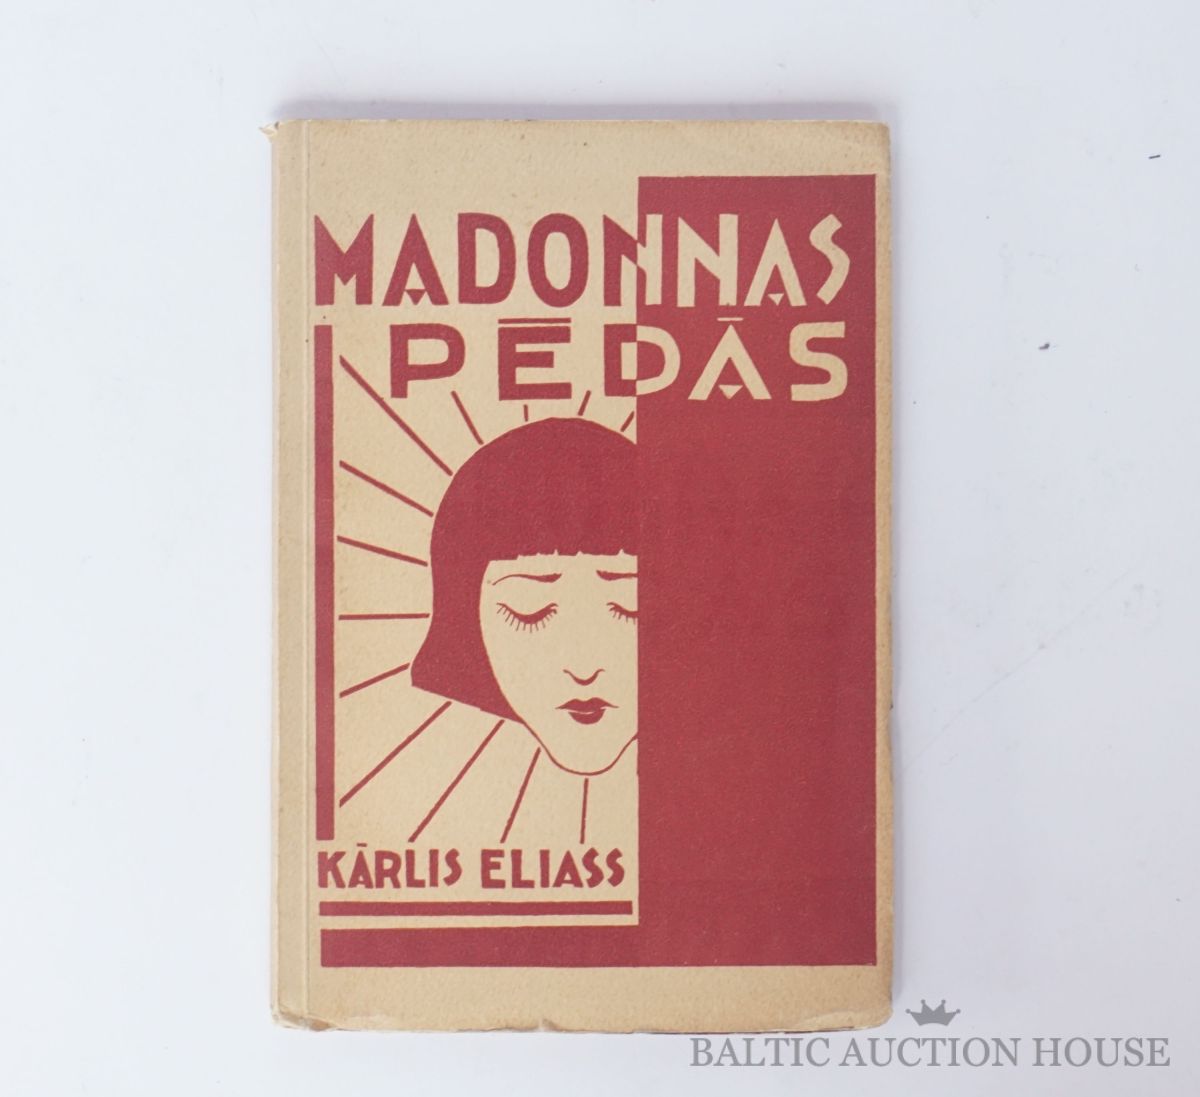 MADONNAS
PĒDĀS
KĀRLIS ELIASS
BALTIC AUCTION HOUSE